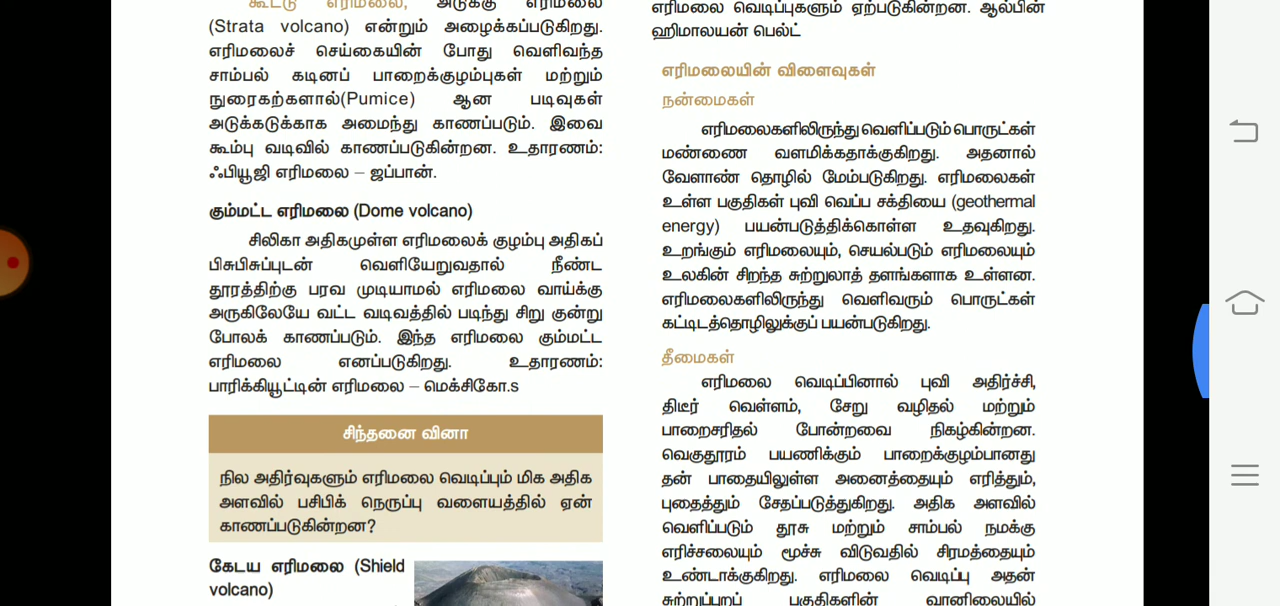 கூட்டு எரிமலை, அடுக்கு எரிமலை
(Strata volcano) என்றும் அழைக்கப்படுகிறது.
எரிமலைச் செய்கையின் போது வெளிவந்த
சாம்பல் கடினப் பாறைக்குழம்புகள் மற்றும்
நுரைகற்களால்(Pumice) ஆன படிவுகள்
அடுக்கடுக்காக அமைந்து காணப்படும். இவை
கூம்பு வடிவில் காணப்படுகின்றன. உதாரணம்:
ஃபியூஜி எரிமலை – ஜப்பான்.
கும்மட்ட எரிமலை (Dome volcano)
சிலிகா அதிகமுள்ள எரிமலைக் குழம்பு அதிகப்
பிசுபிசுப்புடன் வெளியேறுவதால் நீண்ட
தூரத்திற்கு பரவ முடியாமல் எரிமலை வாய்க்கு
அருகிலேயே வட்ட வடிவத்தில் படிந்து சிறு குன்று
போலக் காணப்படும். இந்த எரிமலை கும்மட்ட
எரிமலை எனப்படுகிறது. உதாரணம்:
பாரிக்கியூட்டின் எரிமலை – மெக்சிகோ.s
சிந்தனை வினா
நில அதிர்வுகளும் எரிமலை வெடிப்பும் மிக அதிக
அளவில் பசிபிக் நெருப்பு வளையத்தில் ஏன்
காணப்படுகின்றன?
கேடய எரிமலை (Shield
volcano)
எரிமலை வெடிப்புகளும் ஏற்படுகின்றன. ஆல்பின்
ஹிமாலயன் பெல்ட்
எரிமலையின் விளைவுகள்
நன்மைகள்
எரிமலைகளிலிருந்து வெளிப்படும் பொருட்கள்
மண்ணை வளமிக்கதாக்குகிறது. அதனால்
வேளாண் தொழில் மேம்படுகிறது. எரிமலைகள்
உள்ள பகுதிகள் புவி வெப்ப சக்தியை (geothermal
energy) பயன்படுத்திக்கொள்ள உதவுகிறது.
உறங்கும் எரிமலையும், செயல்படும் எரிமலையும்
உலகின் சிறந்த சுற்றுலாத் தளங்களாக உள்ளன.
எரிமலைகளிலிருந்து வெளிவரும் பொருட்கள்
கட்டிடத்தொழிலுக்குப் பயன்படுகிறது.
தீமைகள்
எரிமலை வெடிப்பினால் புவி அதிர்ச்சி,
திடீர் வெள்ளம், சேறு வழிதல் மற்றும்
பாறைசரிதல் போன்றவை நிகழ்கின்றன.
வெகுதூரம் பயணிக்கும் பாறைக்குழம்பானது
தன் பாதையிலுள்ள அனைத்தையும் எரித்தும்,
புதைத்தும் சேதப்படுத்துகிறது. அதிக அளவில்
வெளிப்படும் தூசு மற்றும் சாம்பல் நமக்கு
எரிச்சலையும் மூச்சு விடுவதில் சிரமத்தையும்
உண்டாக்குகிறது. எரிமலை வெடிப்பு அதன்
சுற்றுப்புறப் பகுதிகளின் வானிலையில்